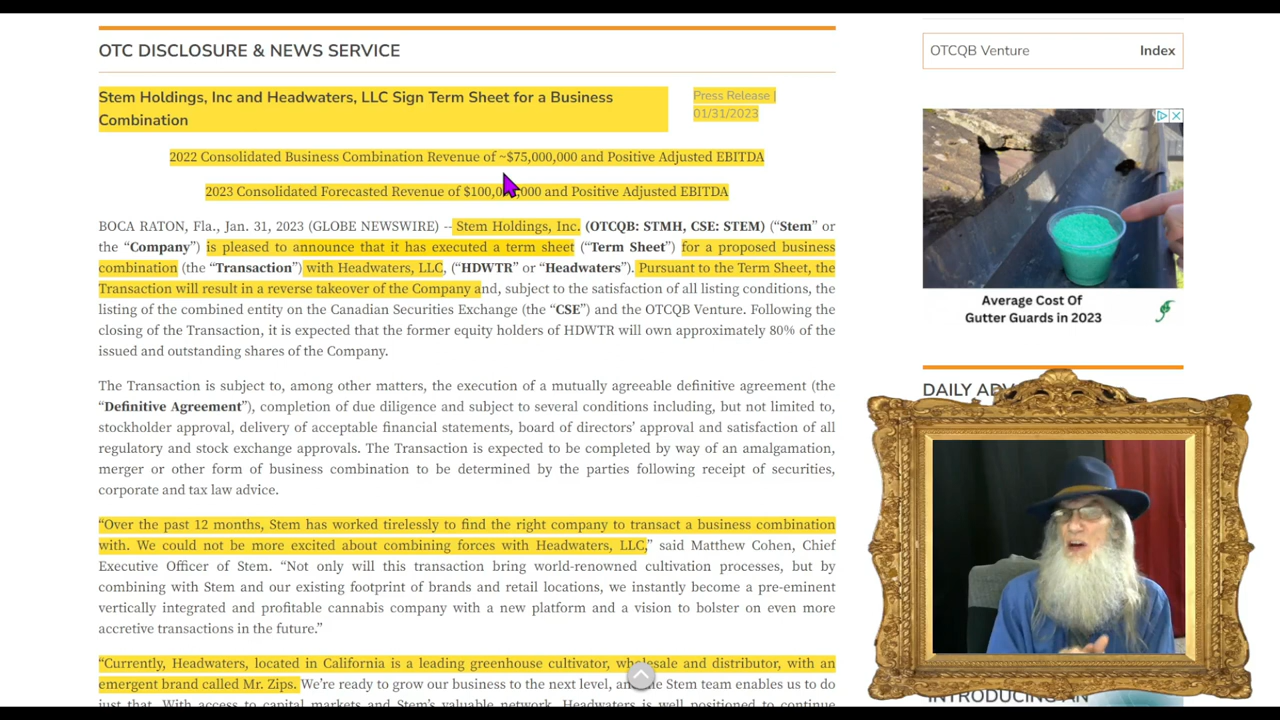 OTC DISCLOSURE & NEWS SERVICE
Stem Holdings, Inc and Headwaters, LLC Sign Term Sheet for a Business
Combination
Press Release |
01/31/2023
2022 Consolidated Business Combination Revenue of ~$75,000,000 and Positive Adjusted EBITDA
2023 Consolidated Forecasted Revenue of and Positive Adjusted EBITDA
BOCA RATON, Fla., Jan. 31, 2023 (GLOBE NEWSWIRE) -- Stem Holdings, Inc. (OTCQB: STMH, CSE: STEM) (“Stem” or
the “Company”) is pleased to announce that it has executed a term sheet (“Term Sheet”) for a proposed business
combination (the “Transaction”) with Headwaters, LLC, (“HDWTR” or “Headwaters”). Pursuant to the Term Sheet, the
Transaction will result in a reverse takeover of the Company and, subject to the satisfaction of all listing conditions, the
listing of the combined entity on the Canadian Securities Exchange (the “CSE”) and the OTCQB Venture. Following the
closing of the Transaction, it is expected that the former equity holders of HDWTR will own approximately 80% of the
issued and outstanding shares of the Company.
The Transaction is subject to, among other matters, the execution of a mutually agreeable definitive agreement (the
“Definitive Agreement”), completion of due diligence and subject to several conditions including, but not limited to,
stockholder approval, delivery of acceptable financial statements, board of directors’ approval and satisfaction of all
regulatory and stock exchange approvals. The Transaction is expected to be completed by way of an amalgamation,
merger or other form of business combination to be determined by the parties following receipt of securities,
corporate and tax law advice.
“Over the past 12 months, Stem has worked tirelessly to find the right company to transact a business combination
with. We could not be more excited about combining forces with Headwaters, LLC,” said Matthew Cohen, Chief
Executive Officer of Stem. “Not only will this transaction bring world-renowned cultivation processes, but by
combining with Stem and our existing footprint of brands and retail locations, we instantly become a pre-eminent
vertically integrated and profitable cannabis company with a new platform and a vision to bolster on even more
accretive transactions in the future.”
“Currently, Headwaters, located in California is a leading greenhouse cultivator, and distributor, with an
emergent brand called Mr. Zips. We’re ready to grow our business to the next level, Stem team enables us to do
just that. With access to capital markets and Stem’s valuable network, Headwaters is well positioned to continue
OTCQB Venture Index
Average Cost Of
Gutter Guards in 2023
DAILY
INTRODUCING AN